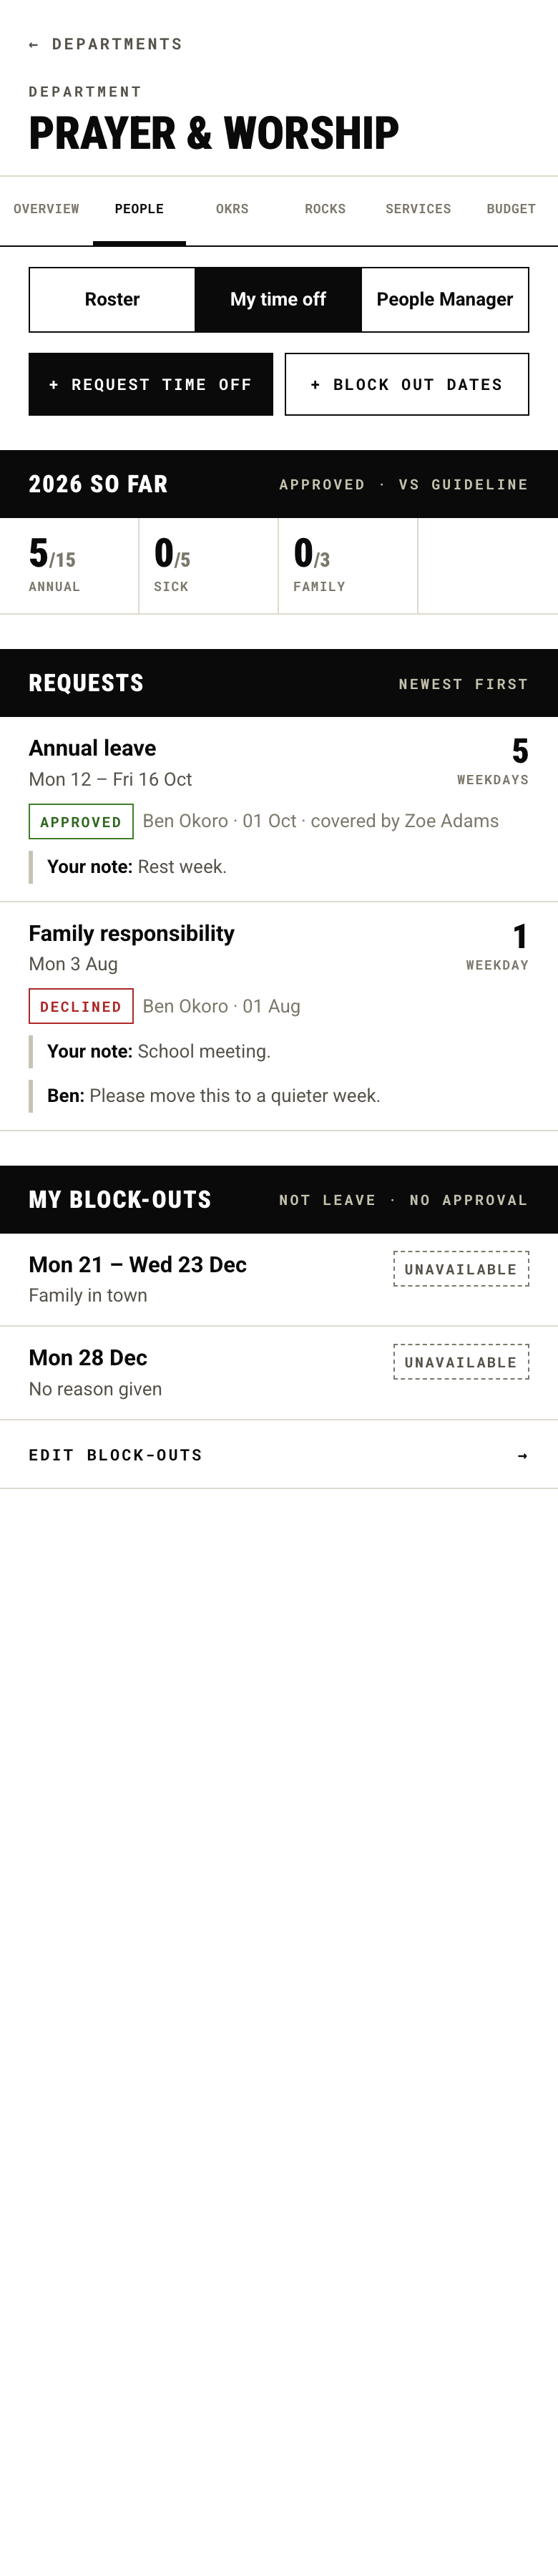 ← DEPARTMENTS
DEPARTMENT
PRAYER & WORSHIP
OVERVIEW PEOPLE OKRS ROCKS SERVICES BUDGET
Roster My time off People Manager
+ REQUEST TIME OFF + BLOCK OUT DATES
2026 SO FAR APPROVED · VS GUIDELINE
5/15 0/5 0/3
ANNUAL SICK FAMILY
REQUESTS NEWEST FIRST
Annual leave 5
Mon 12 – Fri 16 Oct WEEKDAYS
APPROVED Ben Okoro · 01 Oct · covered by Zoe Adams
Your note: Rest week.
Family responsibility 1
Mon 3 Aug WEEKDAY
DECLINED Ben Okoro · 01 Aug
Your note: School meeting.
Ben: Please move this to a quieter week.
MY BLOCK-OUTS NOT LEAVE · NO APPROVAL
Mon 21 – Wed 23 Dec UNAVAILABLE
Family in town
Mon 28 Dec UNAVAILABLE
No reason given
EDIT BLOCK-OUTS →